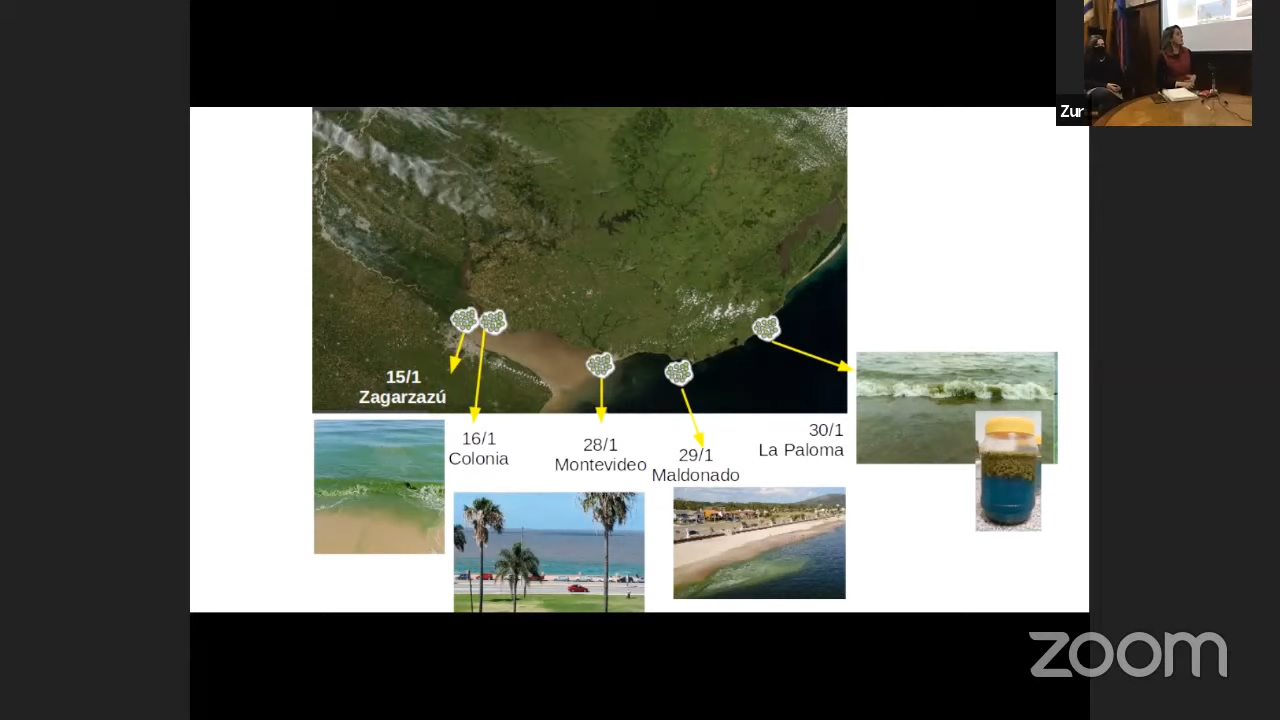 Zur
15/1
Zagarzazú
16/1
Colonia
28/1
Montevideo
29/1
Maldonado
30/1
La Paloma
zoom